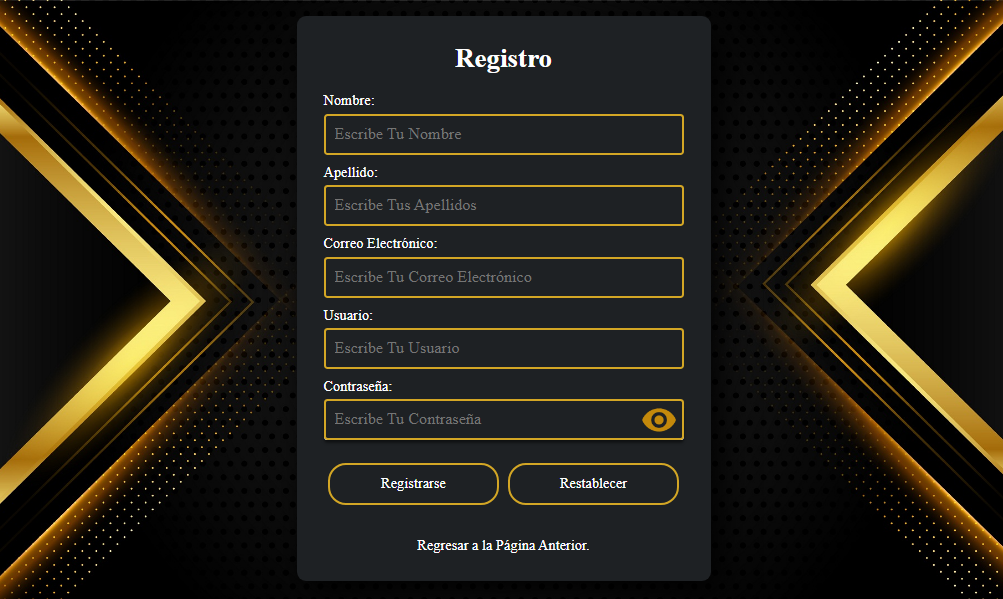 Registro
Nombre:
Escribe Tu Nombre
Apellido:
Escribe Tus Apellidos
Correo Electrónico:
Escribe Tu Correo Electrónico
Usuario:
Escribe Tu Usuario
Contraseña:
Escribe Tu Contraseña
Registrarse Restablecer
Regresar a la Página Anterior.